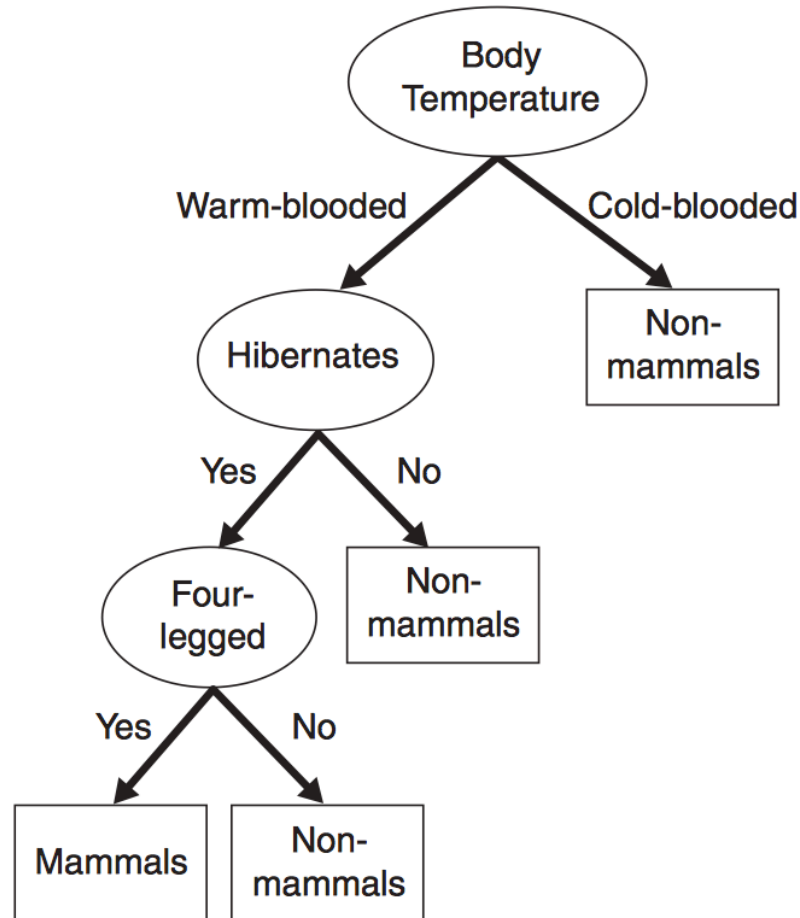 Body
Temperature
Warm-blooded
Cold-blooded
Hibernates
Non-
mammals
Yes
No
Four-
legged
Non-
mammals
Yes
No
Mammals
Non-
mammals